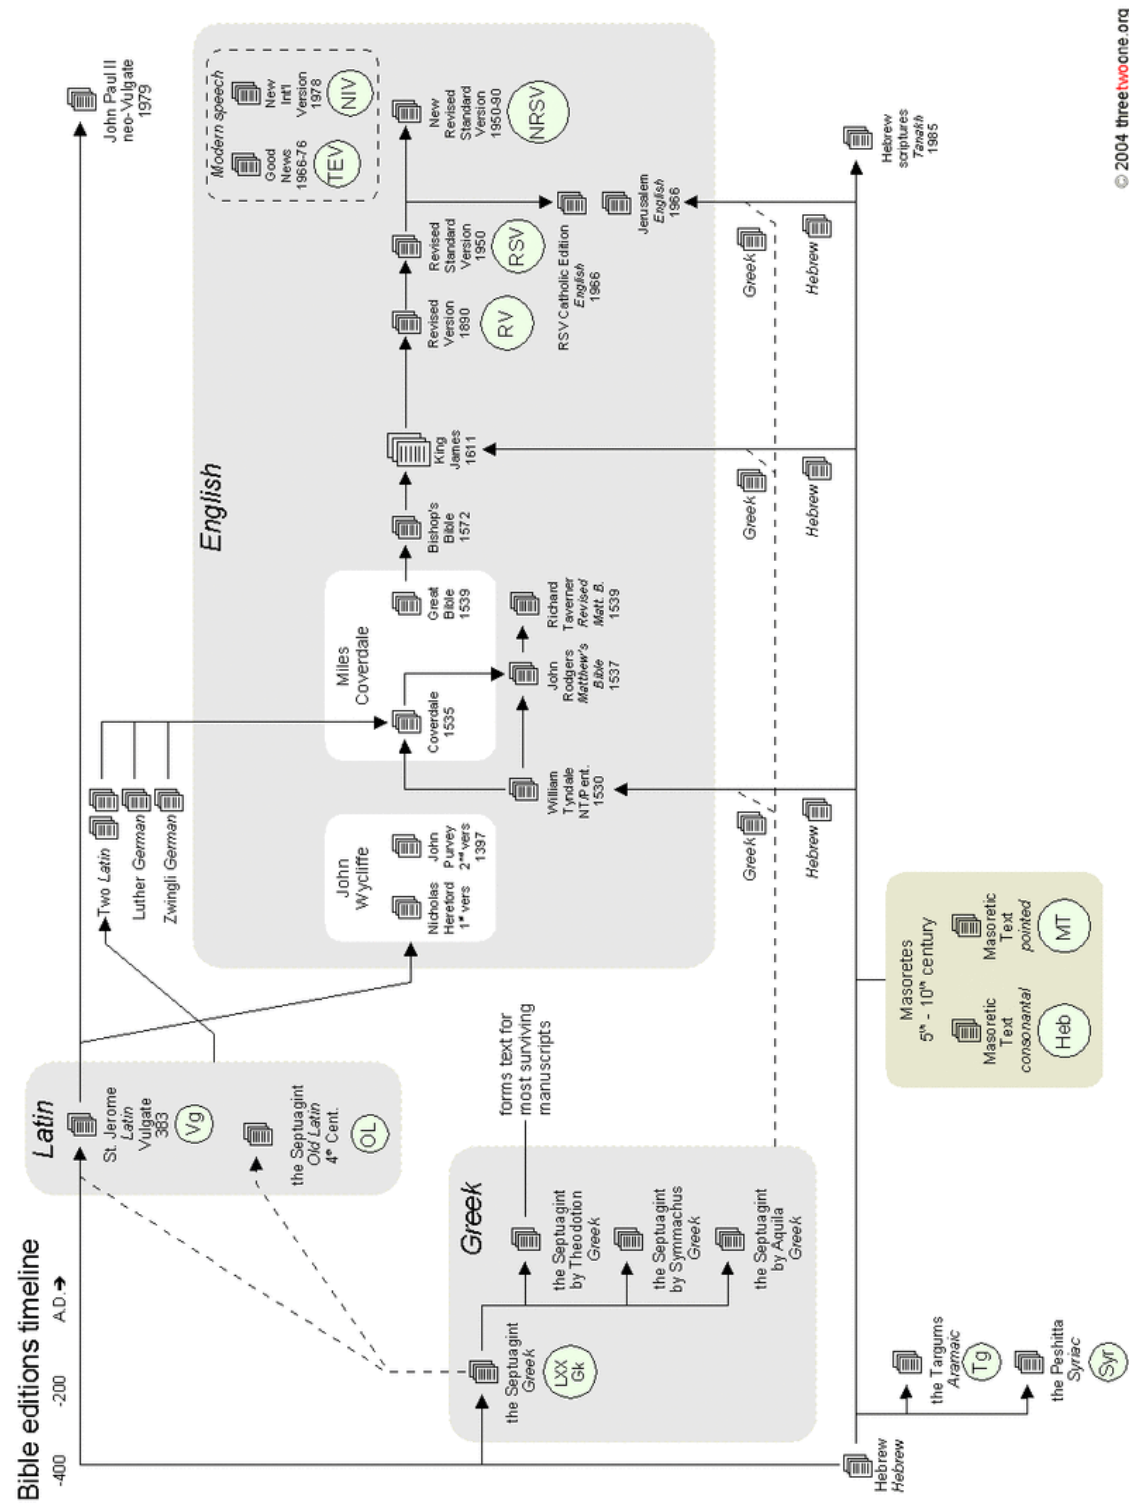 Bible editions timeline
-400
-200
A.D.→
Latin
St. Jerome
Latin
Vulgate
383
Vg
the Septuagint
Old Latin
4th Cent.
OL
John Paul II
neo-Vulgate
1979
Two Latin
Luther German
Zwingli German
English
John
Wycliffe
Nicholas
Hereford
1st vers
John
Purvey
2nd vers
1397
Miles
Coverdale
Coverdale
1535
Great
Bible
1539
William
Tyndale
NT/Pent.
1530
John
Rodgers
Matthew's
Bible
1537
Richard
Taverner
Revised
Matt. B.
1539
Bishop's
Bible
1572
King
James
1611
Revised
Version
1890
RV
Revised
Standard
Version
1950
RSV
New
Revised
Standard
Version
1950-90
NRSV
Modern speech
Good
News
1966-76
TEV
New
Int'l
Version
1978
NIV
RSV Catholic Edition
English
1966
Jerusalem
English
1966
Greek
the Septuagint
Greek
LXX
Gk
the Septuagint
by Theodotion
Greek
forms text for
most surviving
manuscripts
the Septuagint
by Symmachus
Greek
the Septuagint
by Aquila
Greek
Greek
Hebrew
Greek
Hebrew
Greek
Hebrew
Hebrew
Hebrew
the Targums
Aramaic
Tg
the Peshitta
Syriac
Syr
Masoretes
5th - 10th century
Masoretic
Text
consonantal
Heb
Masoretic
Text
pointed
MT
Hebrew
scriptures
Tanakh
1985
© 2004 threetwoone.org